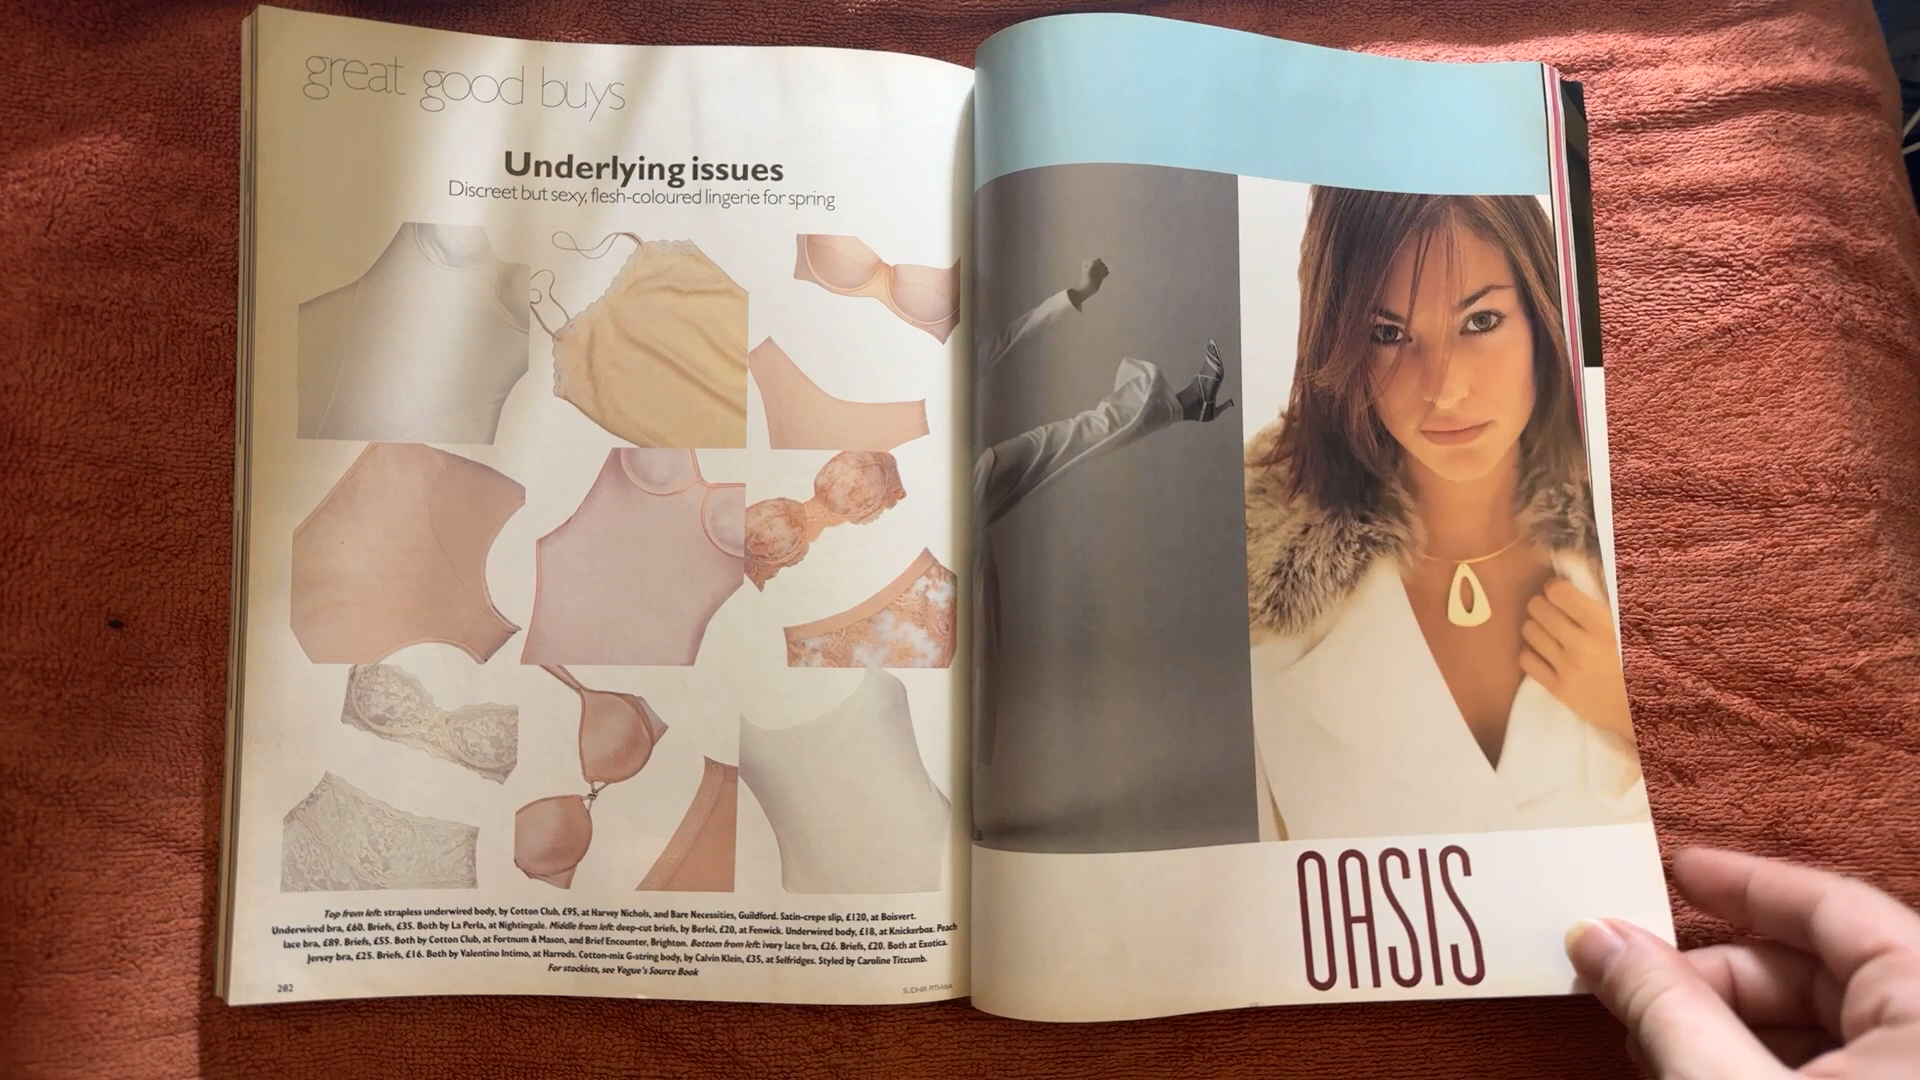 great good buys
Underlying issues
Discreet but sexy, flesh-coloured lingerie for spring
Top from left: strapless underwired body, by Cotton Club, £95, at Harvey Nichols, and Bare Necessities, Guildford. Satin-crepe slip, £120, at Boisvert.
Underwired bra, £60. Briefs, £35. Both by La Perla, at Nightingale. Middle from left: deep-cut briefs, by Berlei, £20, at Fenwick. Underwired body, £18, at Knickerbox. Peach
lace bra, £89. Briefs, £55. Both by Cotton Club, at Fortnum & Mason, and Brief Encounter, Brighton. Bottom from left: ivory lace bra, £26. Briefs, £20. Both at Exotica.
Jersey bra, £25. Briefs, £16. Both by Valentino Intimo, at Harrods. Cotton-mix G-string body, by Calvin Klein, £35, at Selfridges. Styled by Caroline Titcumb.
For stockists, see Vogue's Source Book
282
SUDHIR PITHWA
OASIS